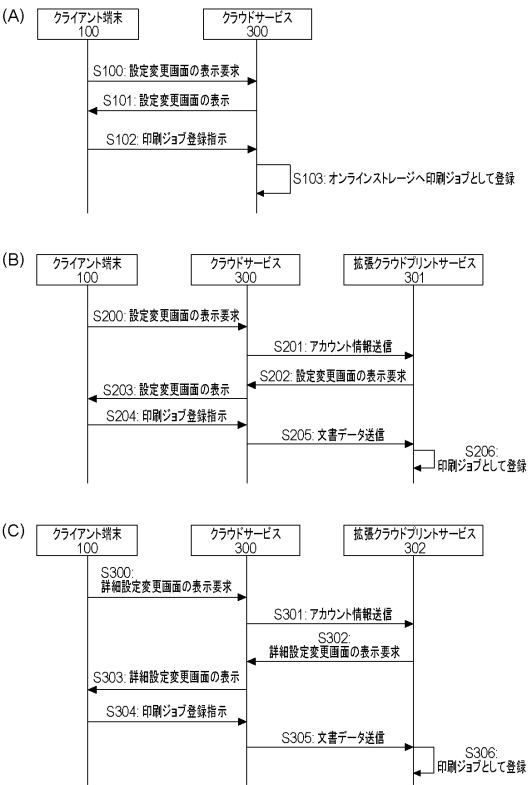 (A)
クライアント端末
100
クラウドサービス
300
S100: 設定変更画面の表示要求
S101: 設定変更画面の表示
S102: 印刷ジョブ登録指示
S103: オンラインストレージへ印刷ジョブとして登録
(B)
クライアント端末
100
クラウドサービス
300
拡張クラウドプリントサービス
301
S200: 設定変更画面の表示要求
S201: アカウント情報送信
S202: 設定変更画面の表示要求
S203: 設定変更画面の表示
S204: 印刷ジョブ登録指示
S205: 文書データ送信
S206:
印刷ジョブとして登録
(C)
クライアント端末
100
クラウドサービス
300
拡張クラウドプリントサービス
302
S300:
詳細設定変更画面の表示要求
S301: アカウント情報送信
S302:
詳細設定変更画面の表示要求
S303: 詳細設定変更画面の表示
S304: 印刷ジョブ登録指示
S305: 文書データ送信
S306:
印刷ジョブとして登録